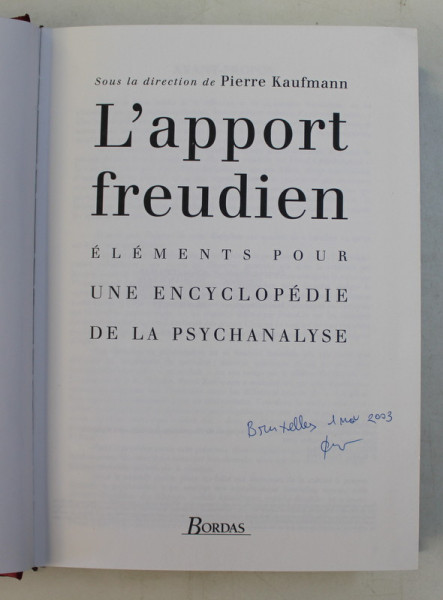 Sous la direction de Pierre Kaufmann
L'apport
freudien
ÉLÉMENTS POUR
UNE ENCYCLOPÉDIE
DE LA PSYCHANALYSE
Bruxelles 1 2003
BORDAS